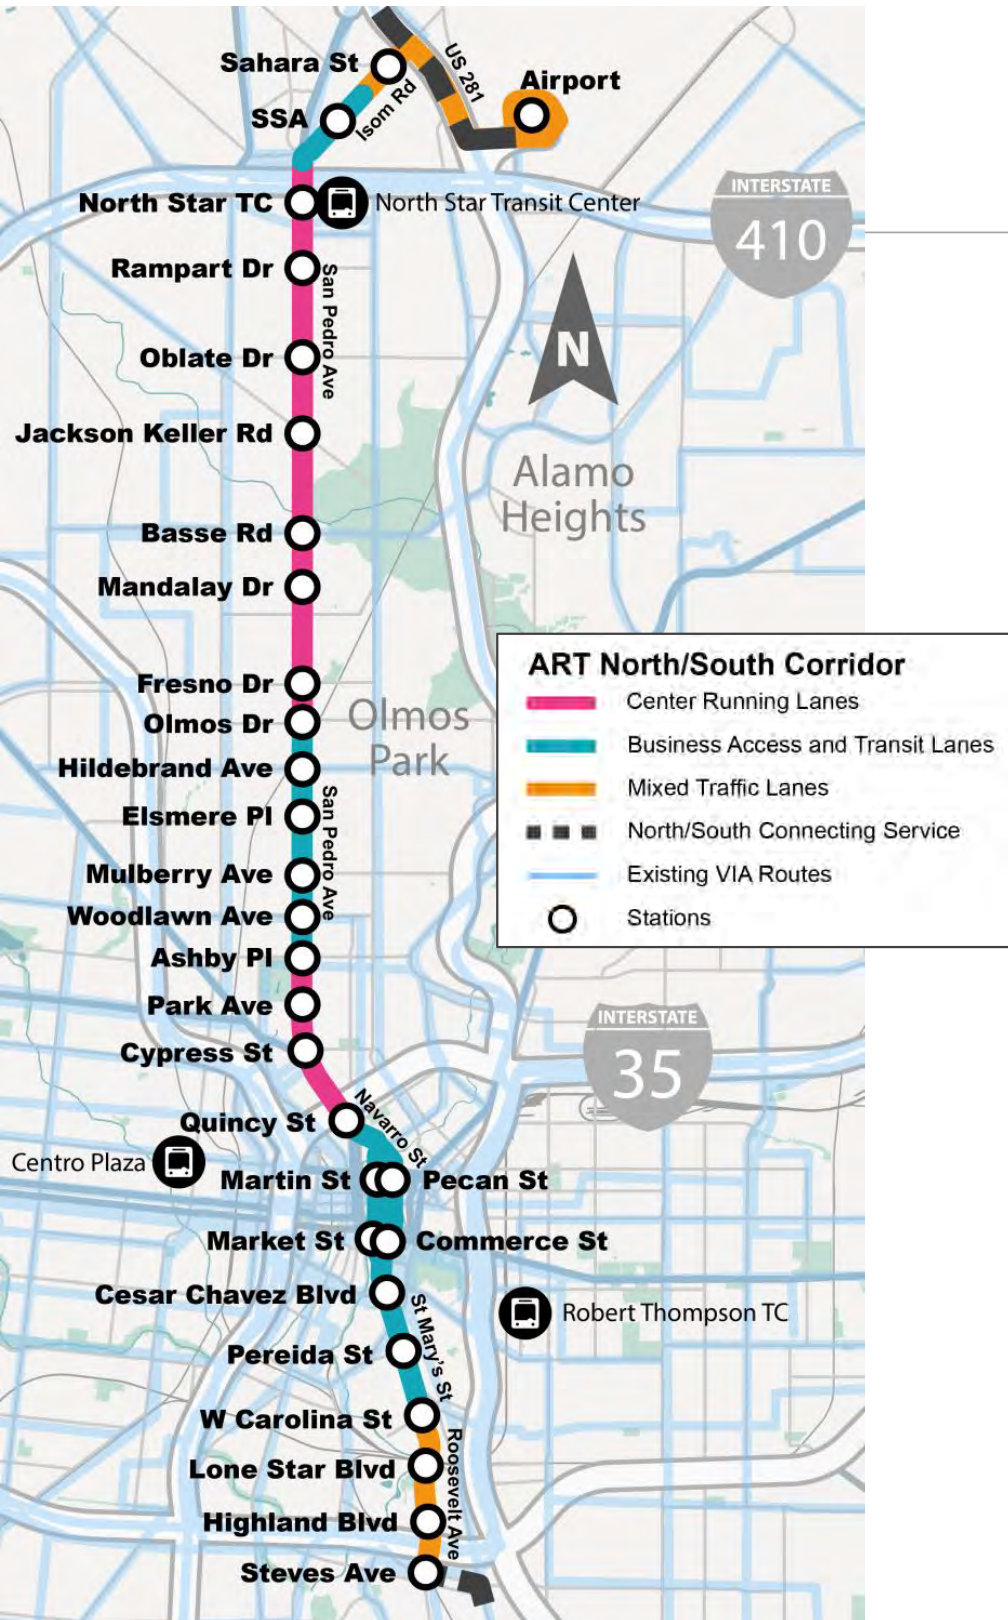 Sahara St
US 281
Airport
SSA
Isom Rd
North Star TC
North Star Transit Center
INTERSTATE
410
Rampart Dr
San Pedro Ave
Oblate Dr
N
Jackson Keller Rd
Alamo
Heights
Basse Rd
Mandalay Dr
ART North/South Corridor
Center Running Lanes
Business Access and Transit Lanes
Mixed Traffic Lanes
North/South Connecting Service
Existing VIA Routes
Stations
Fresno Dr
Olmos Dr
Olmos
Park
Hildebrand Ave
Elsmere Pl
San Pedro Ave
Mulberry Ave
Woodlawn Ave
Ashby Pl
Park Ave
INTERSTATE
35
Cypress St
Navarro St
Quincy St
Centro Plaza
Martin St
Pecan St
Market St
Commerce St
Cesar Chavez Blvd
Robert Thompson TC
St Mary's St
Pereida St
W Carolina St
Roosevelt Ave
Lone Star Blvd
Highland Blvd
Steves Ave